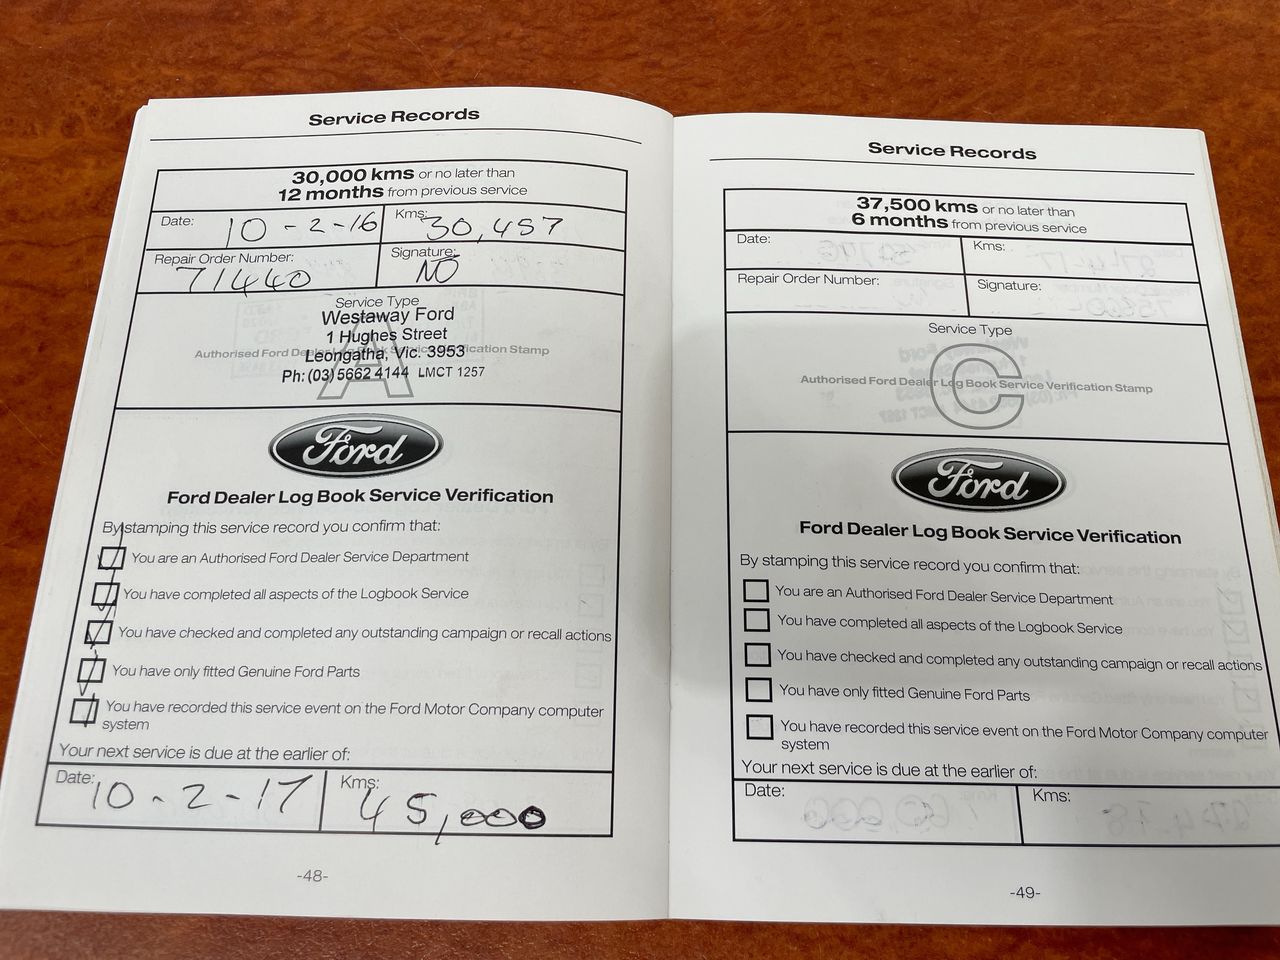 Service Records
30,000 kms or no later than
12 months from previous service
Date: 10-2-16 Kms: 30,457
Repair Order Number: 71440 Signature: NO
Service Type
A
Westaway Ford
1 Hughes Street
Authorised Ford Dealer Log Book Service Verification Stamp
Leongatha, Vic. 3953
Ph: (03) 5662 4144 LMCT 1257
Ford
Ford Dealer Log Book Service Verification
By stamping this service record you confirm that:
You are an Authorised Ford Dealer Service Department
You have completed all aspects of the Logbook Service
You have checked and completed any outstanding campaign or recall actions
You have only fitted Genuine Ford Parts
You have recorded this service event on the Ford Motor Company computer
system
Your next service is due at the earlier of:
Date: 10-2-17 Kms: 45,000
-48-
Service Records
37,500 kms or no later than
6 months from previous service
Date: Kms:
Repair Order Number: Signature:
Service Type
C
Authorised Ford Dealer Log Book Service Verification Stamp
Ford
Ford Dealer Log Book Service Verification
By stamping this service record you confirm that:
You are an Authorised Ford Dealer Service Department
You have completed all aspects of the Logbook Service
You have checked and completed any outstanding campaign or recall actions
You have only fitted Genuine Ford Parts
You have recorded this service event on the Ford Motor Company computer
system
Your next service is due at the earlier of:
Date: Kms:
-49-